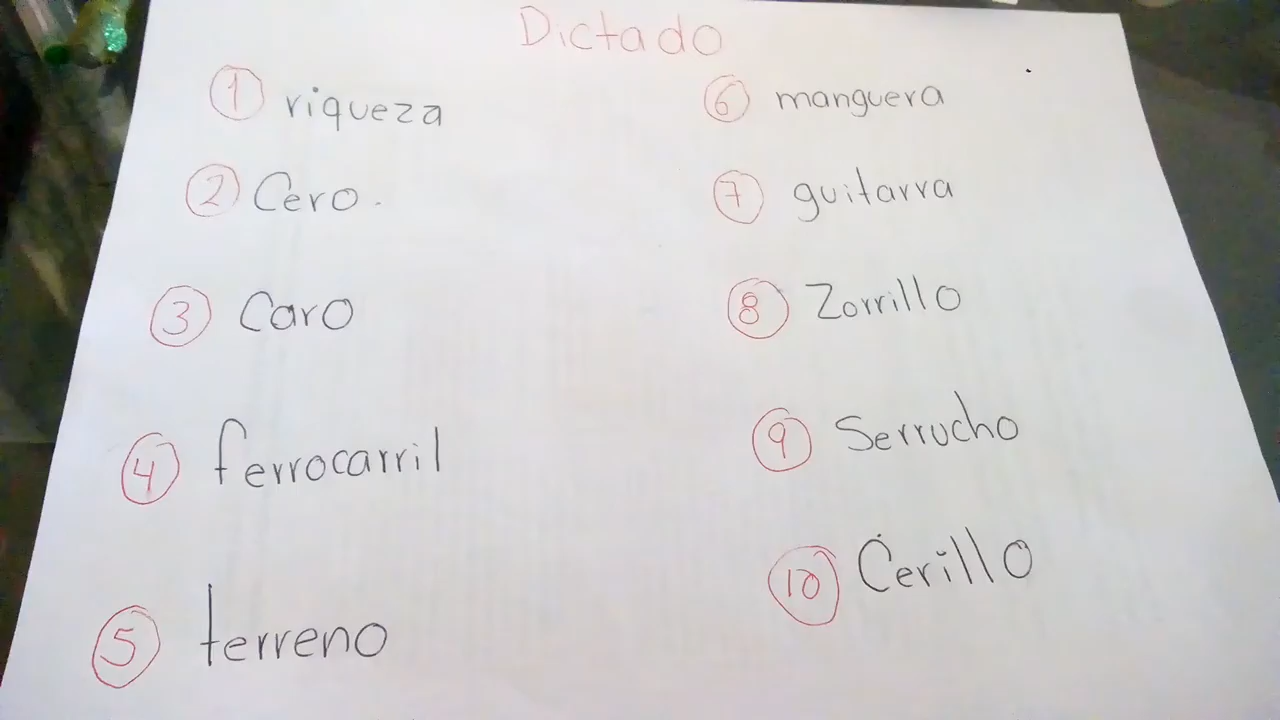 Dictado
1 riqueza
2 Cero.
3 Caro
4 ferrocarril
5 terreno
6 manguera
7 guitarra
8 Zorrillo
9 Serrucho
10 Cerillo